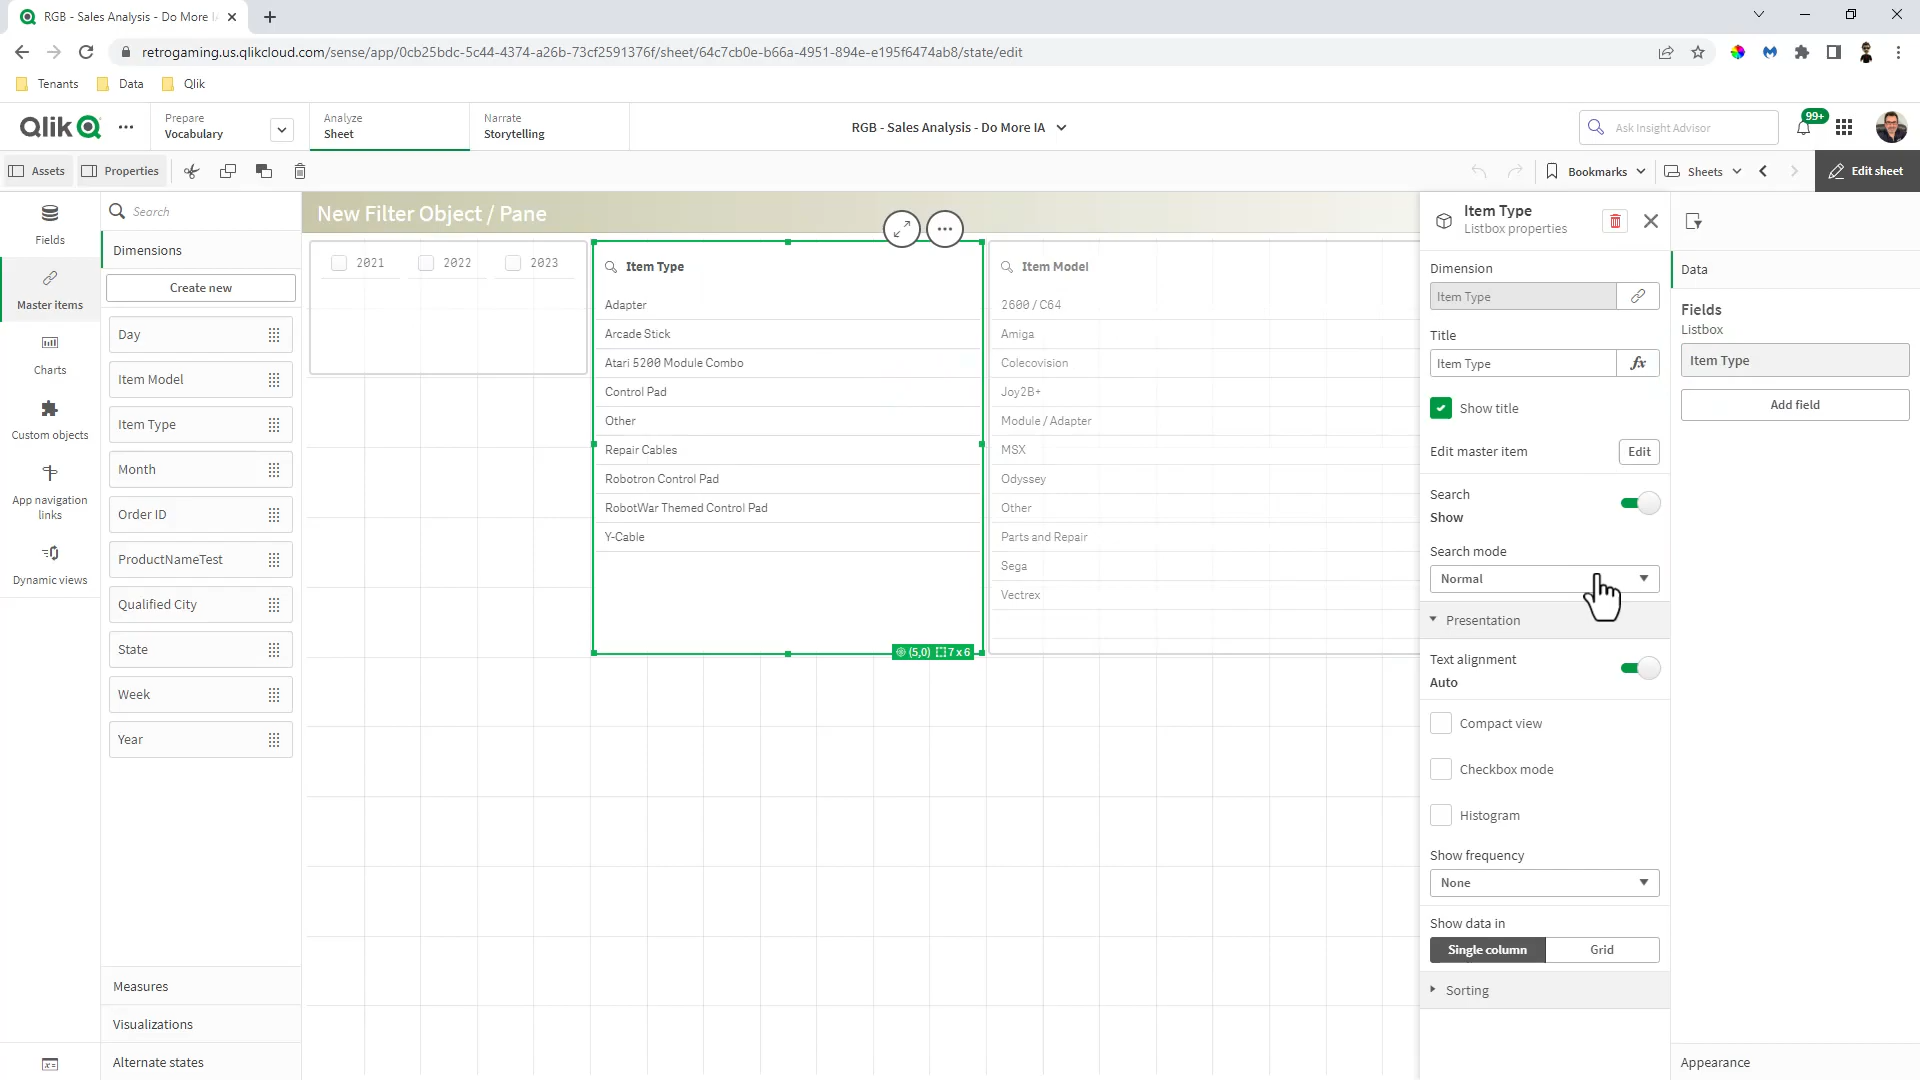 RGB - Sales Analysis - Do More I
retrogaming.us.qlikcloud.com/sense/app/0cb25bdc-5c44-4374-a26b-73cf2591376f/sheet/64c7cb0e-b66a-4951-894e-e195f6474ab8/state/edit
Tenants
Data
Qlik
Qlik
Prepare
Vocabulary
Analyze
Sheet
Narrate
Storytelling
RGB - Sales Analysis - Do More IA
Ask Insight Advisor
99+
Assets
Properties
Bookmarks
Sheets
Edit sheet
Fields
Master items
Charts
Custom objects
App navigation
links
Dynamic views
Search
Dimensions
Create new
Day
Item Model
Item Type
Month
Order ID
ProductNameTest
Qualified City
State
Week
Year
Measures
Visualizations
Alternate states
New Filter Object / Pane
2021
2022
2023
Item Type
Adapter
Arcade Stick
Atari 5200 Module Combo
Control Pad
Other
Repair Cables
Robotron Control Pad
RobotWar Themed Control Pad
Y-Cable
(5,0) 7 x 6
Item Model
2600 / C64
Amiga
Colecovision
Joy2B+
Module / Adapter
MSX
Odyssey
Other
Parts and Repair
Sega
Vectrex
Item Type
Listbox properties
Dimension
Item Type
Title
Item Type
fx
Show title
Edit master item
Edit
Search
Show
Search mode
Normal
Presentation
Text alignment
Auto
Compact view
Checkbox mode
Histogram
Show frequency
None
Show data in
Single column
Grid
Sorting
Data
Fields
Listbox
Item Type
Add field
Appearance